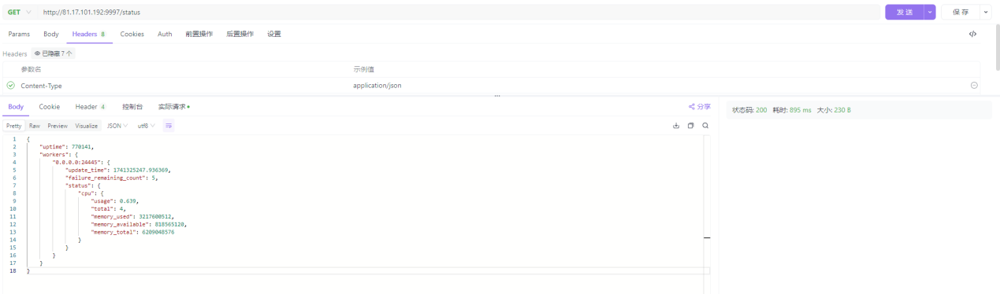 GET http://81.17.101.192:9997/status 发送 保存
Params Body Headers 8 Cookies Auth 前置操作 后置操作 设置 </>
Headers 已隐藏 7 个
参数名 示例值
Content-Type application/json
Body Cookie Header 4 控制台 实际请求 分享
状态码: 200 耗时: 895 ms 大小: 230 B
Pretty Raw Preview Visualize JSON utf8
1 {
2 "uptime": 770141,
3 "workers": {
4 "0.0.0.0:24445": {
5 "update_time": 1741325247.936369,
6 "failure_remaining_count": 5,
7 "status": {
8 "cpu": {
9 "usage": 0.639,
10 "total": 4,
11 "memory_used": 3217600512,
12 "memory_available": 818565120,
13 "memory_total": 6209048576
14 }
15 }
16 }
17 }
18 }